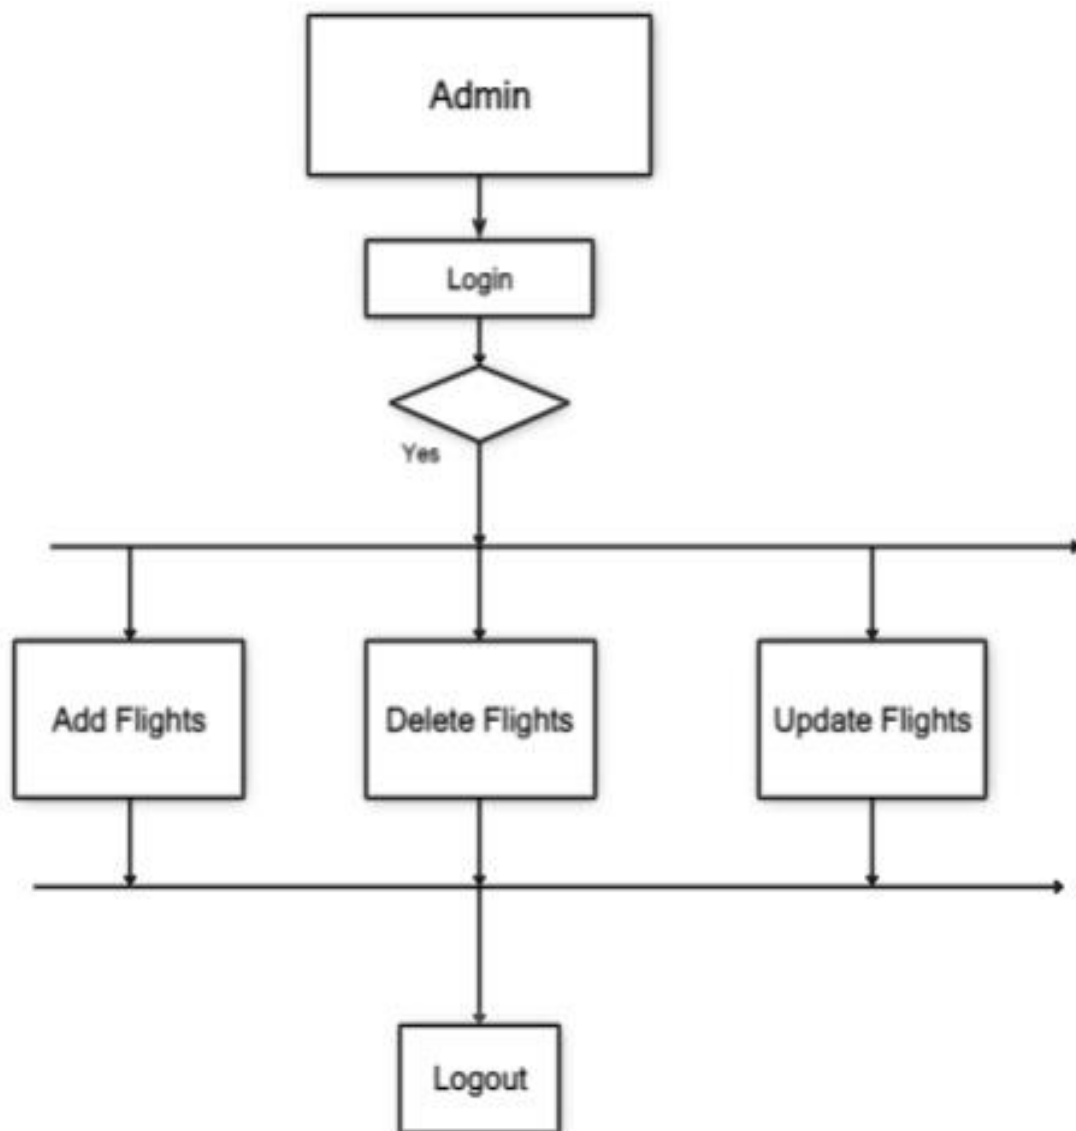 Admin
Login
Yes
Add Flights
Delete Flights
Update Flights
Logout